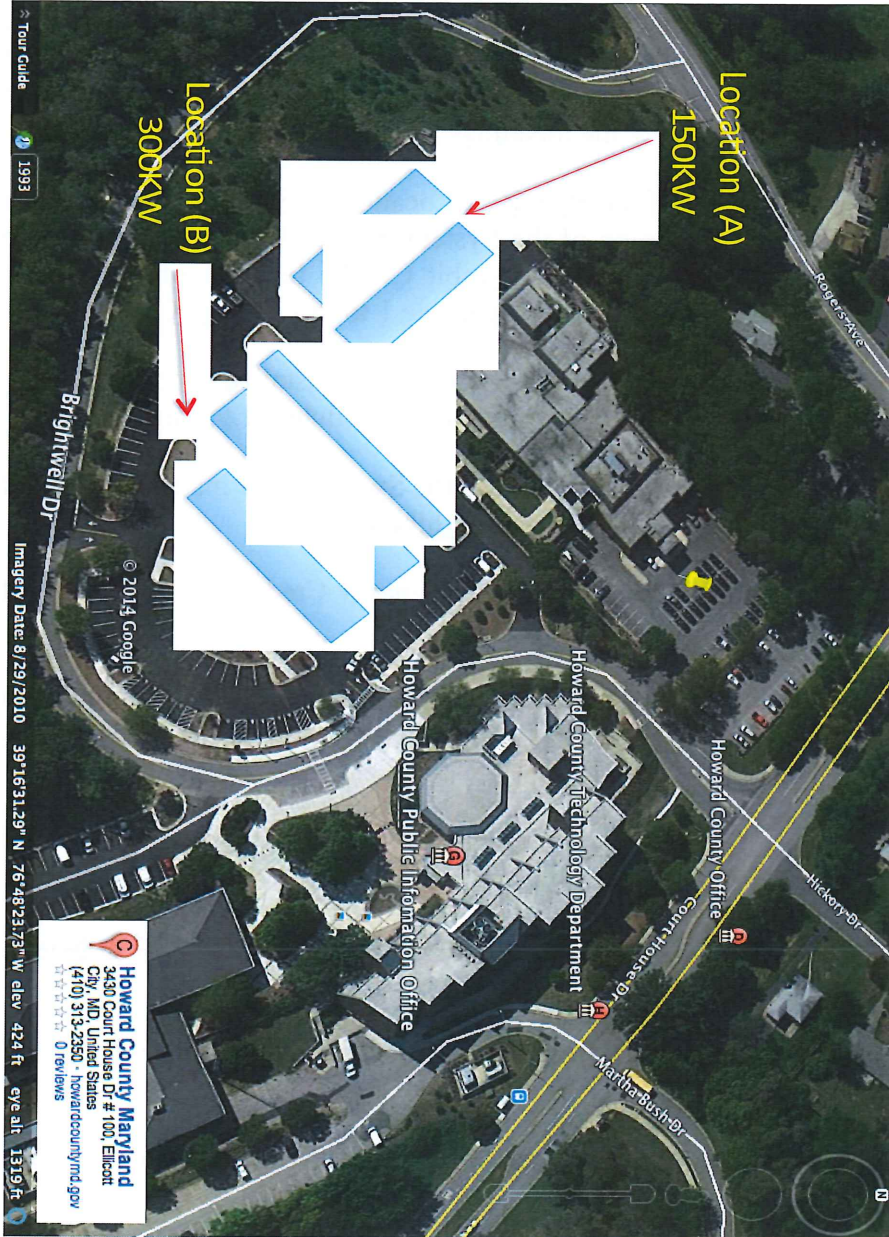 Location (A)
150KW
Location (B)
300KW
Rogers Ave
Brightwell Dr
© 2014 Google
Howard County Public Infomation Office
Howard County Technology Department
Howard County Office
Court House Dr
Hickory Dr
Martha Bush Dr
G
H
D
N
C
Howard County Maryland
3430 Court House Dr # 100, Ellicott
City, MD, United States
(410) 313-2350 - howardcountymd.gov
☆☆☆☆☆ 0 reviews
Tour Guide
1993
Imagery Date: 8/29/2010 39°16'31.29" N 76°48'23.73" W elev 424 ft eye alt 1319 ft